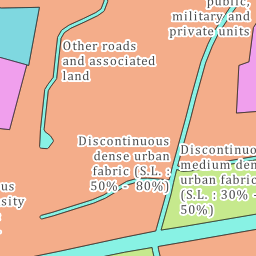 public,
military and
private units
Other roads
and associated
land
Discontinuous
dense urban
fabric (S.L. :
50% - 80%)
Discontinuous
medium den
urban fabric
(S.L. : 30% -
50%)
us
sity